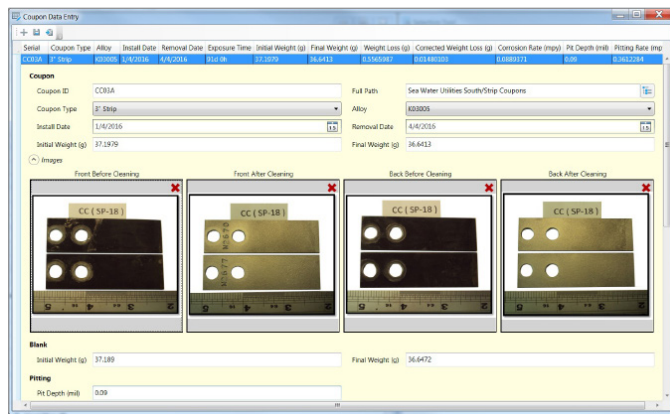 Coupon Data Entry
Serial Coupon Type Alloy Install Date Removal Date Exposure Time Initial Weight (g) Final Weight (g) Weight Loss (g) Corrected Weight Loss (g) Corrosion Rate (mpy) Pit Depth (mil) Pitting Rate (mp
CC03A 3" Strip K03005 1/4/2016 4/4/2016 91d 0h 37.1979 36.6413 0.5565987 0.01480303 0.0880371 0.09 0.3612284
Coupon
Coupon ID CC03A Full Path Sea Water Utilities South/Strip Coupons
Coupon Type 3" Strip Alloy K03005
Install Date 1/4/2016 15 Removal Date 4/4/2016 15
Initial Weight (g) 37.1979 Final Weight (g) 36.6413
Images
Front Before Cleaning Front After Cleaning Back Before Cleaning Back After Cleaning
CC (SP-18) CC (SP-18) CC (SP-18) CC (SP-18)
Blank
Initial Weight (g) 37.189 Final Weight (g) 36.6472
Pitting
Pit Depth (mil) 0.09